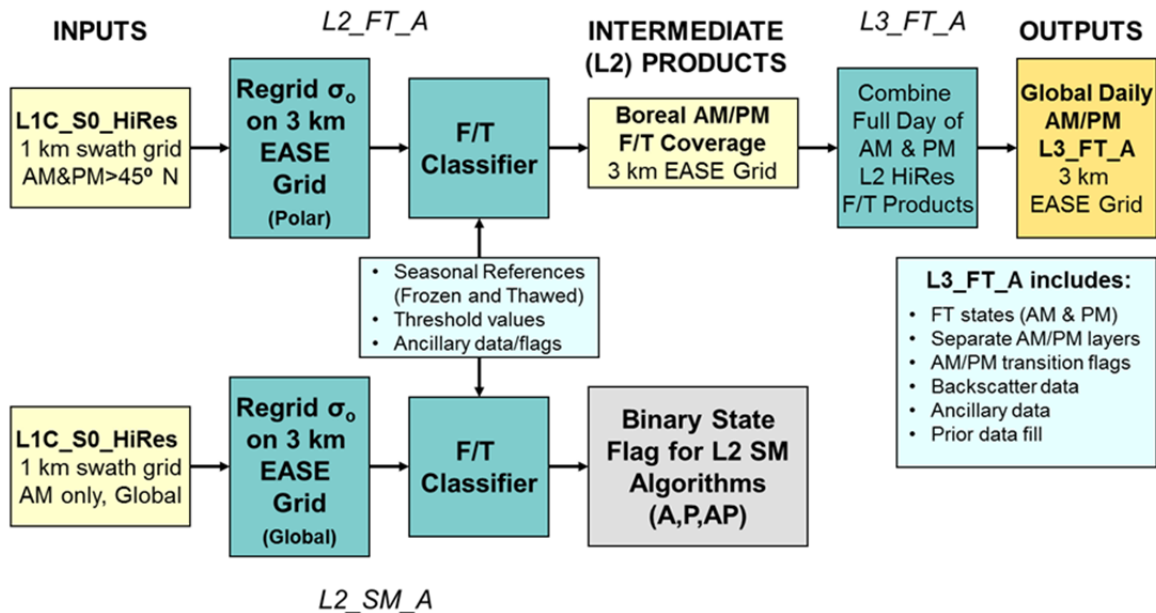 INPUTS
L2_FT_A
INTERMEDIATE
(L2) PRODUCTS
L3_FT_A
OUTPUTS
L1C_S0_HiRes
1 km swath grid
AM&PM>45º N
Regrid σo
on 3 km
EASE
Grid
(Polar)
F/T
Classifier
Boreal AM/PM
F/T Coverage
3 km EASE Grid
Combine
Full Day of
AM & PM
L2 HiRes
F/T Products
Global Daily
AM/PM
L3_FT_A
3 km
EASE Grid
• Seasonal References
(Frozen and Thawed)
• Threshold values
• Ancillary data/flags
L3_FT_A includes:
• FT states (AM & PM)
• Separate AM/PM layers
• AM/PM transition flags
• Backscatter data
• Ancillary data
• Prior data fill
L1C_S0_HiRes
1 km swath grid
AM only, Global
Regrid σo
on 3 km
EASE
Grid
(Global)
F/T
Classifier
Binary State
Flag for L2 SM
Algorithms
(A,P,AP)
L2_SM_A